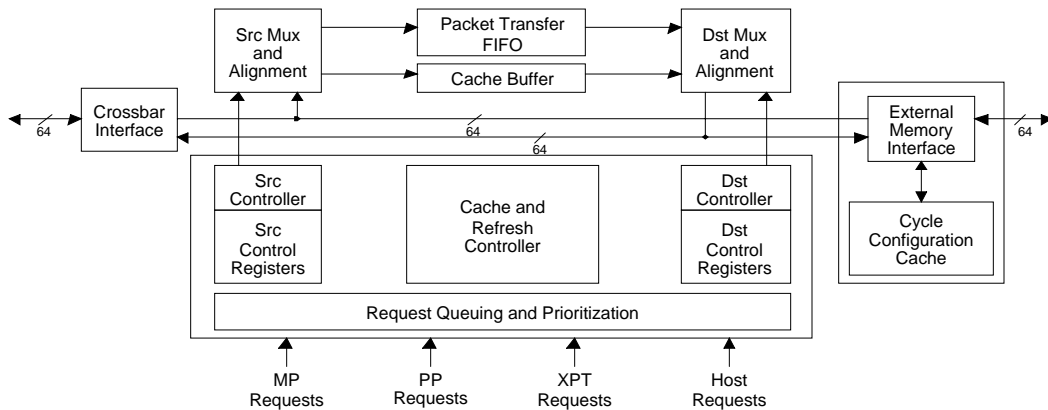 Src Mux
and
Alignment
Packet Transfer
FIFO
Cache Buffer
Dst Mux
and
Alignment
64
Crossbar
Interface
64
64
External
Memory
Interface
64
Src
Controller
Src
Control
Registers
Cache and
Refresh
Controller
Dst
Controller
Dst
Control
Registers
Cycle
Configuration
Cache
Request Queuing and Prioritization
MP
Requests
PP
Requests
XPT
Requests
Host
Requests